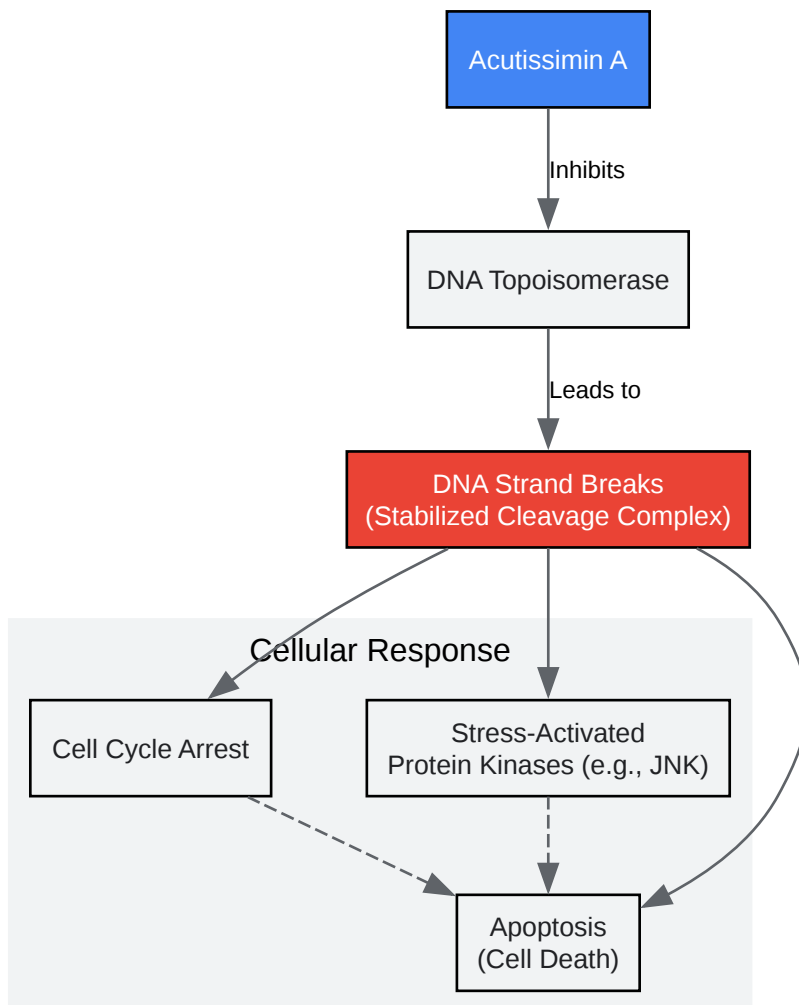 Acutissimin A
Inhibits
DNA Topoisomerase
Leads to
DNA Strand Breaks
(Stabilized Cleavage Complex)
Cellular Response
Cell Cycle Arrest
Stress-Activated
Protein Kinases (e.g., JNK)
Apoptosis
(Cell Death)